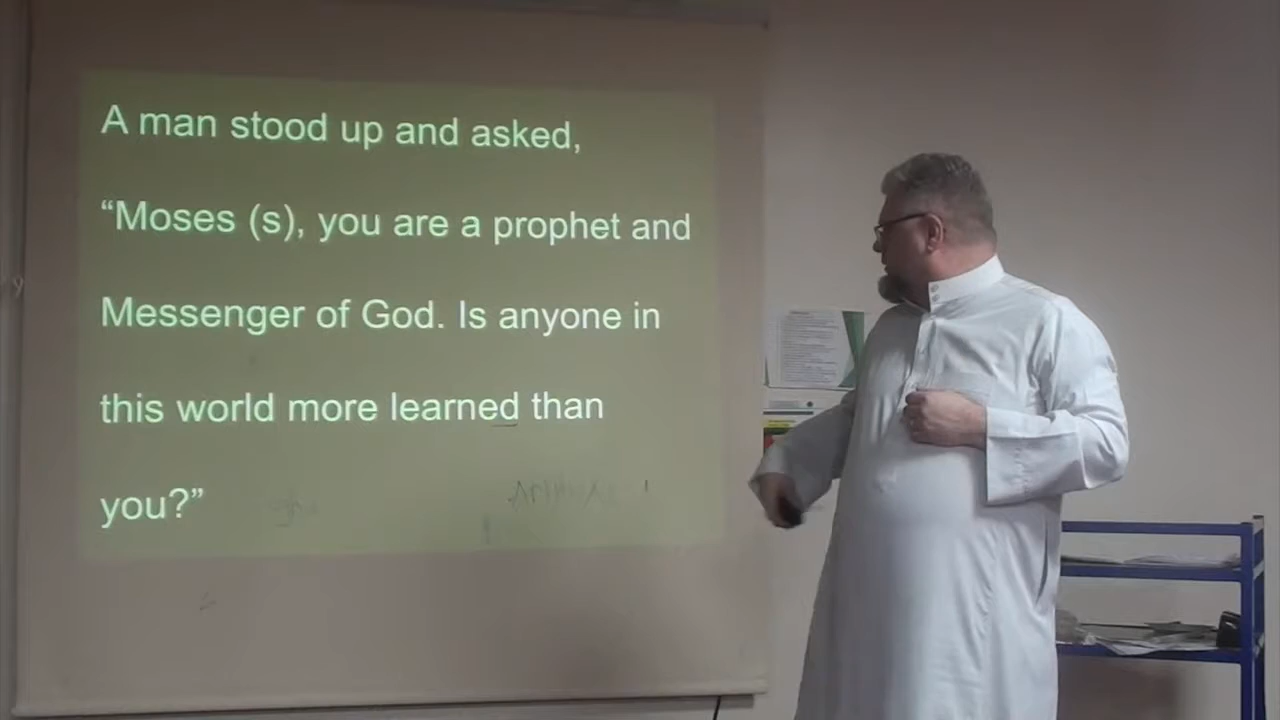 A man stood up and asked,
“Moses (s), you are a prophet and
Messenger of God. Is anyone in
this world more learned than
you?”